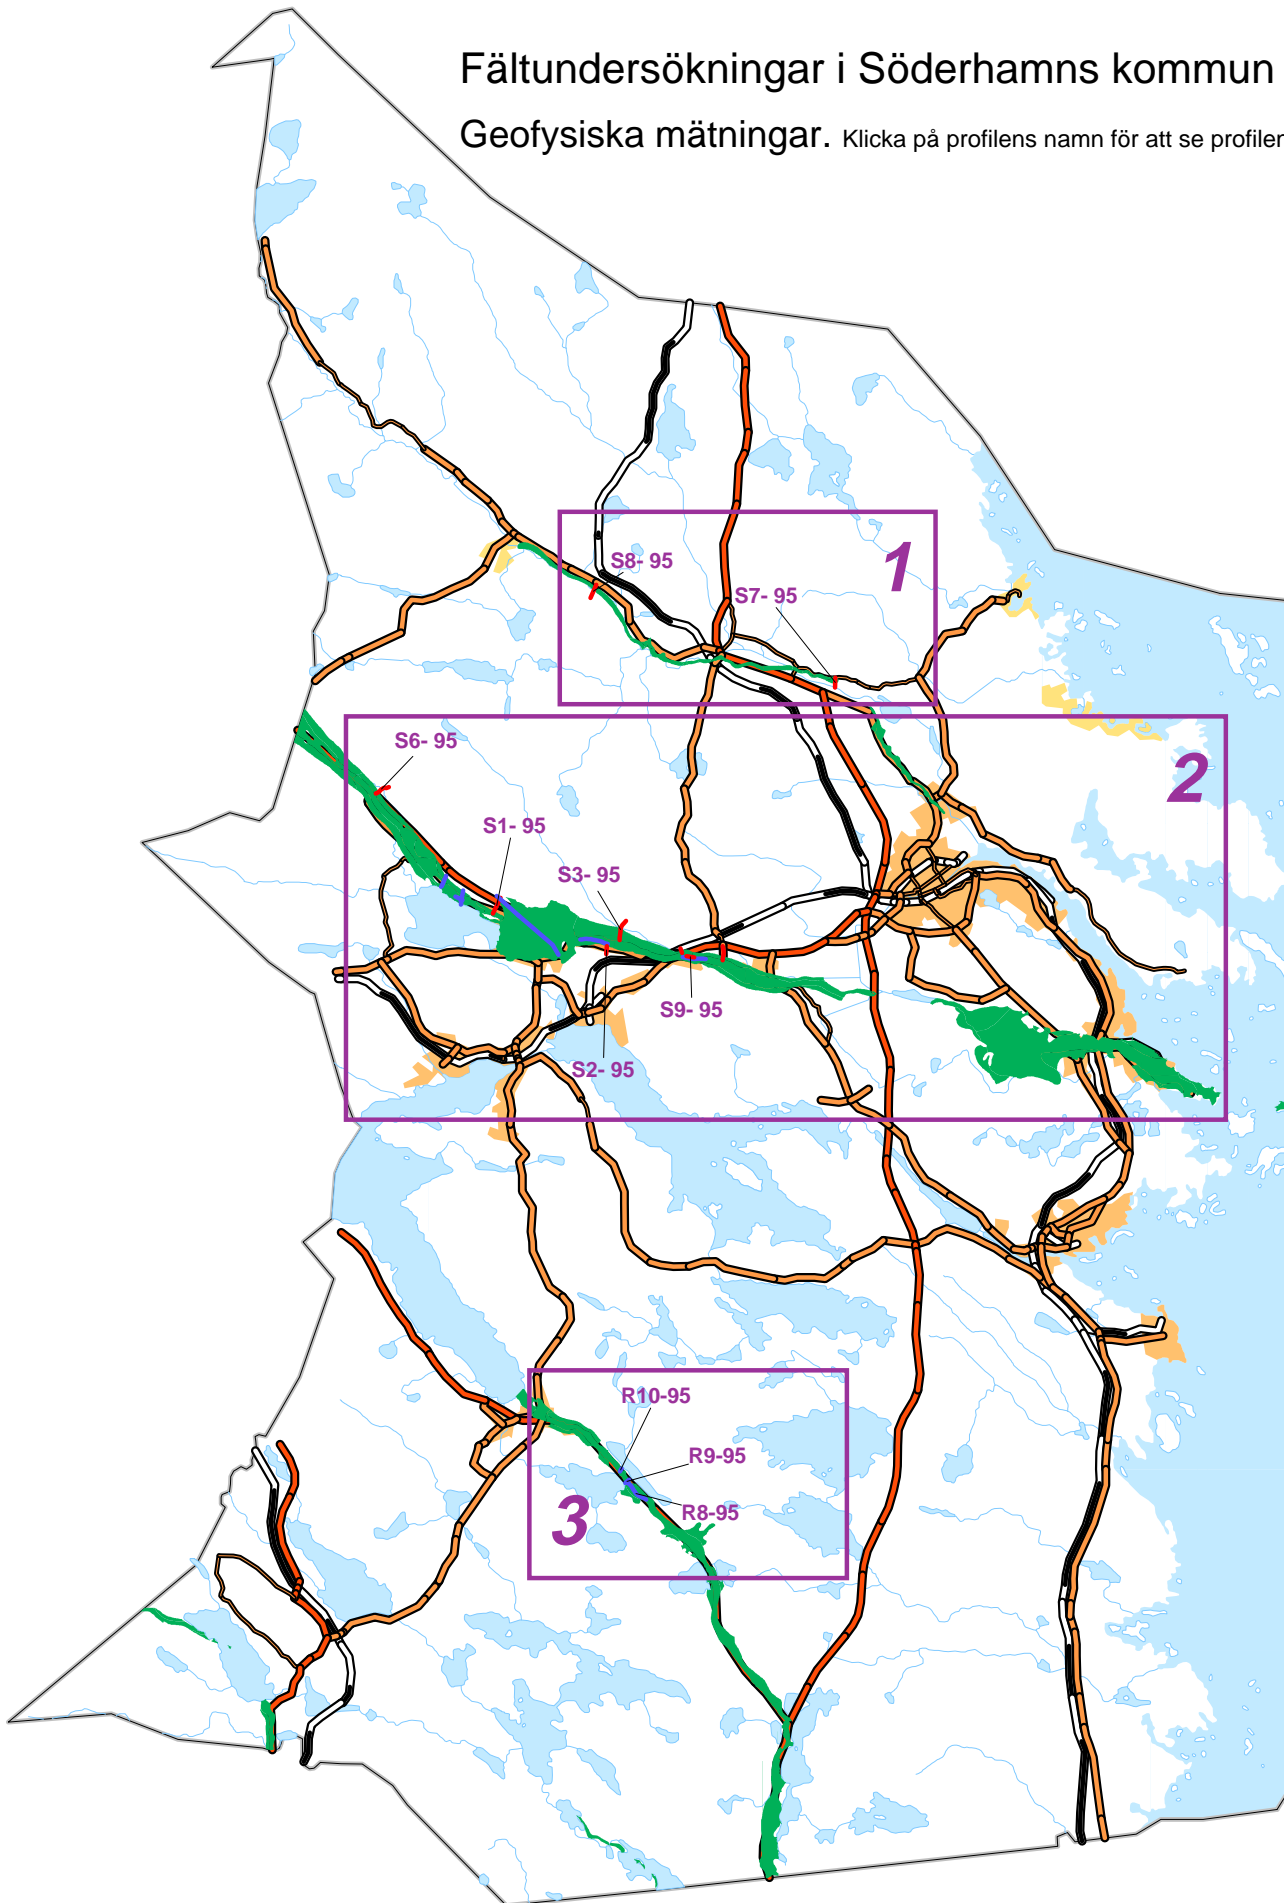 Fältundersökningar i Söderhamns kommun
Geofysiska mätningar. Klicka på profilens namn för att se profilen
1
S8- 95
S7- 95
2
S6- 95
S1- 95
S3- 95
S9- 95
S2- 95
R10-95
R9-95
R8-95
3